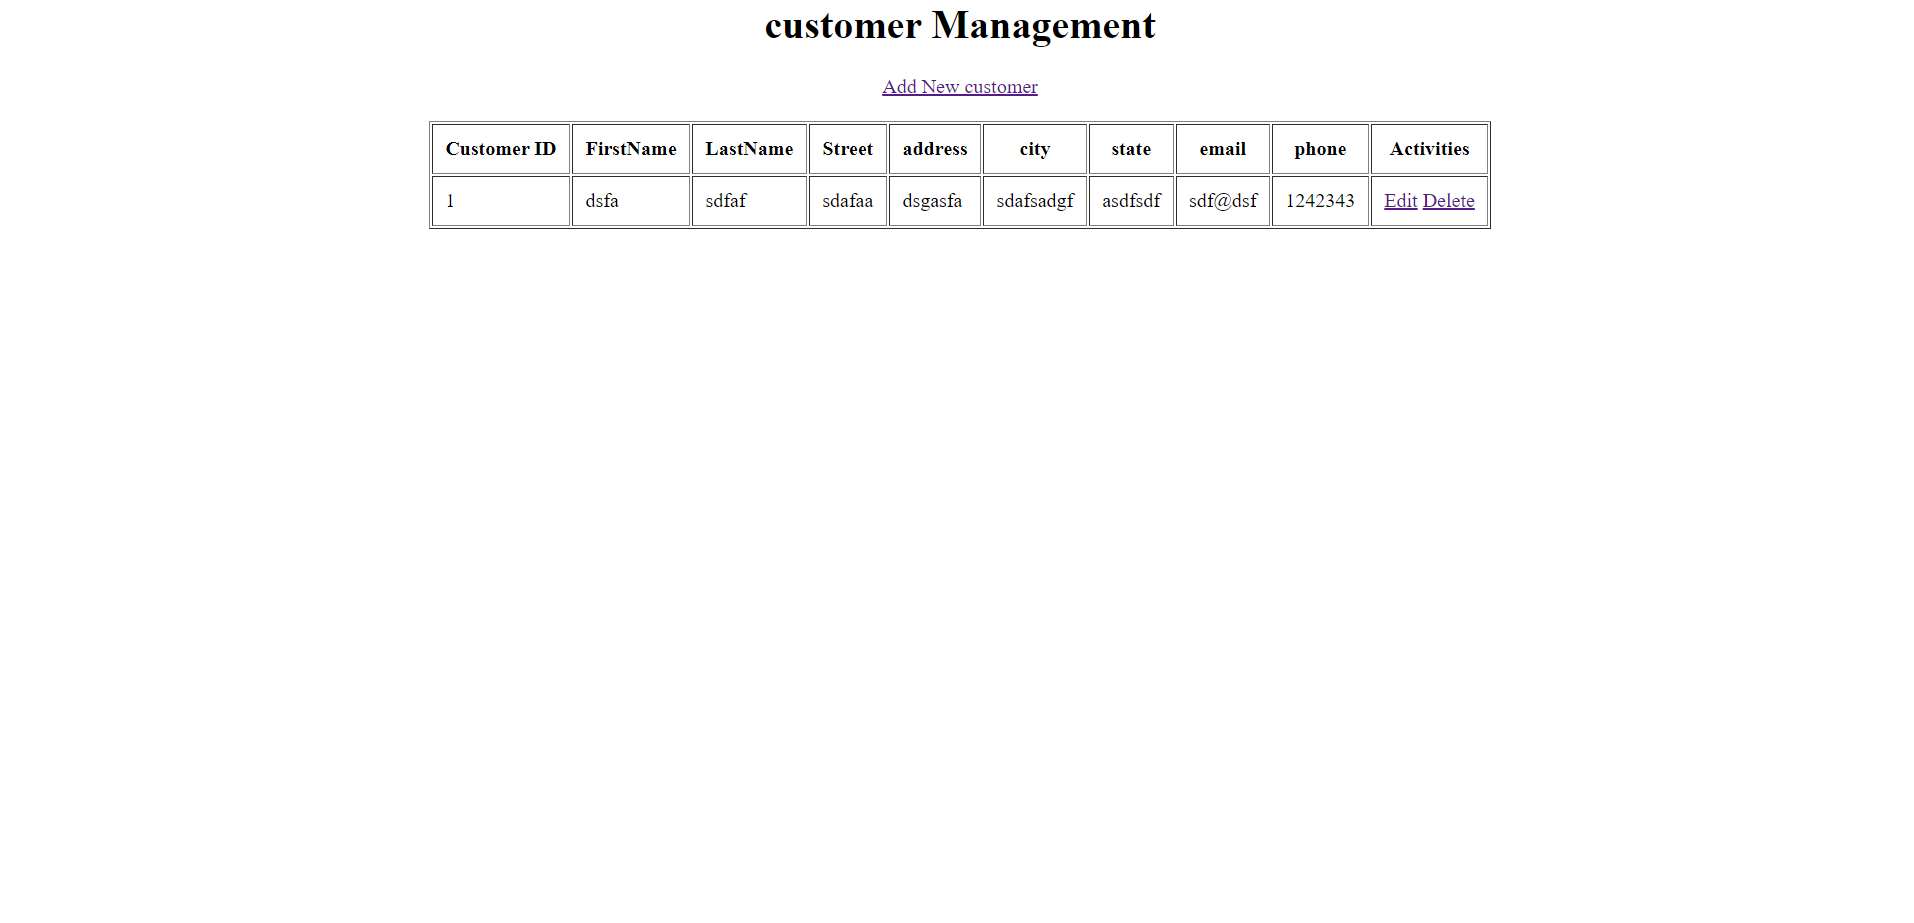 customer Management
Add New customer
Customer ID FirstName LastName Street address city state email phone Activities
1 dsfa sdfaf sdafaa dsgasfa sdafsadgf asdfsdf sdf@dsf 1242343 Edit Delete